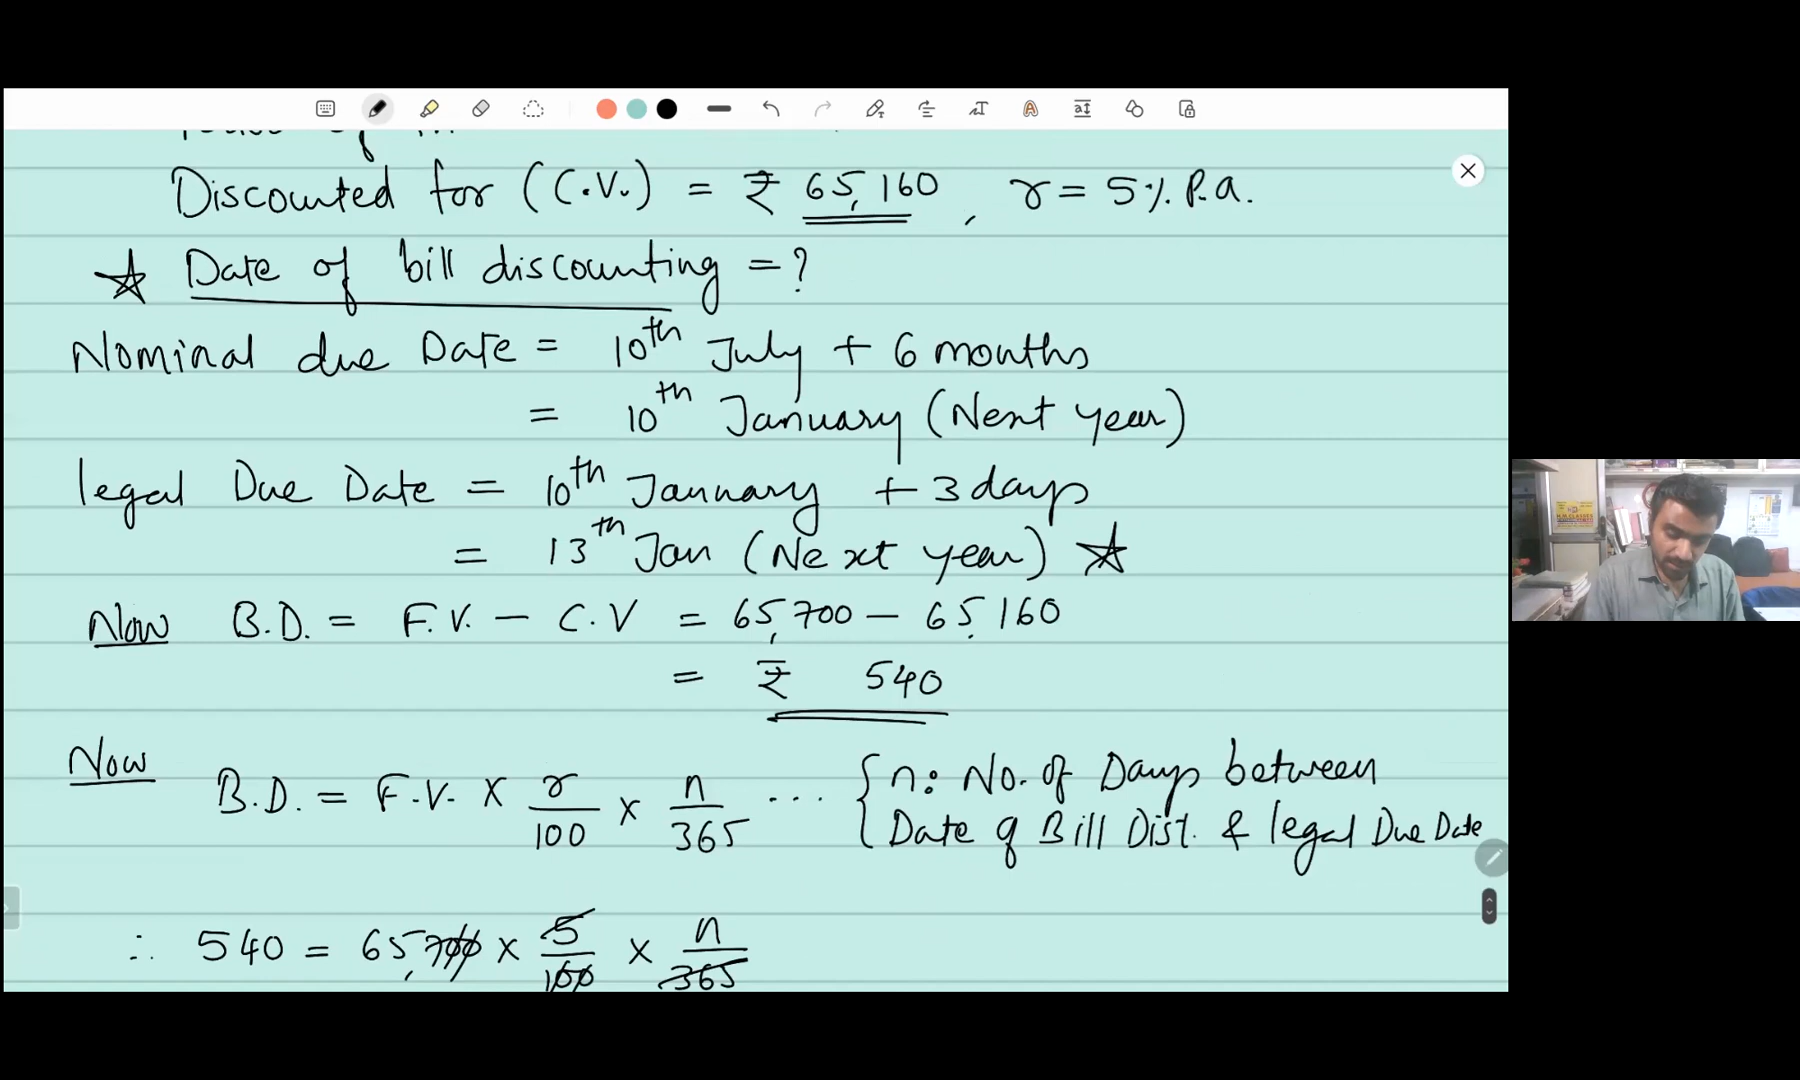 Discounted for (C.V.) = ₹ 65,160 , r = 5% P.a.
☆ Date of bill discounting = ?
Nominal due Date = 10th July + 6 months
= 10th January (Next year)
legal Due Date = 10th January + 3 days
= 13th Jan (Next year) ☆
Now B.D. = F.V. - C.V = 65,700 - 65,160
= ₹ 540
Now B.D. = F.V. × r/100 × n/365 ... { n: No. of Days between
Date of Bill Dist. & legal Due Date
∴ 540 = 65,700 × 5/100 × n/365